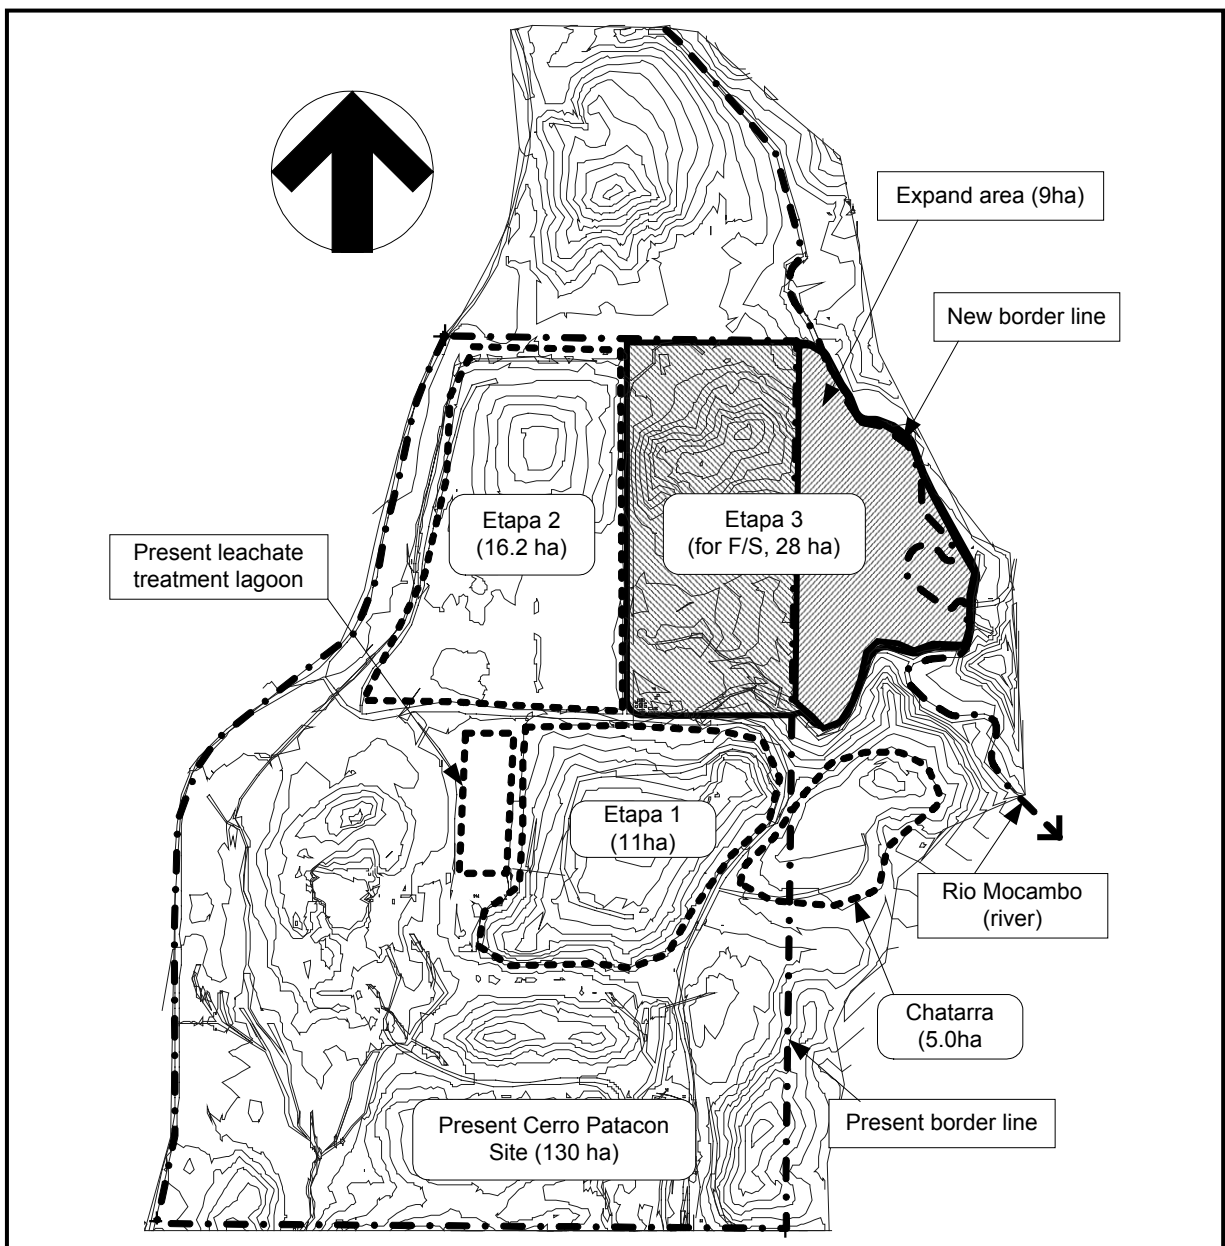 Expand area (9ha)
New border line
Etapa 2
(16.2 ha)
Etapa 3
(for F/S, 28 ha)
Present leachate
treatment lagoon
Etapa 1
(11ha)
Rio Mocambo
(river)
Chatarra
(5.0ha
Present border line
Present Cerro Patacon
Site (130 ha)